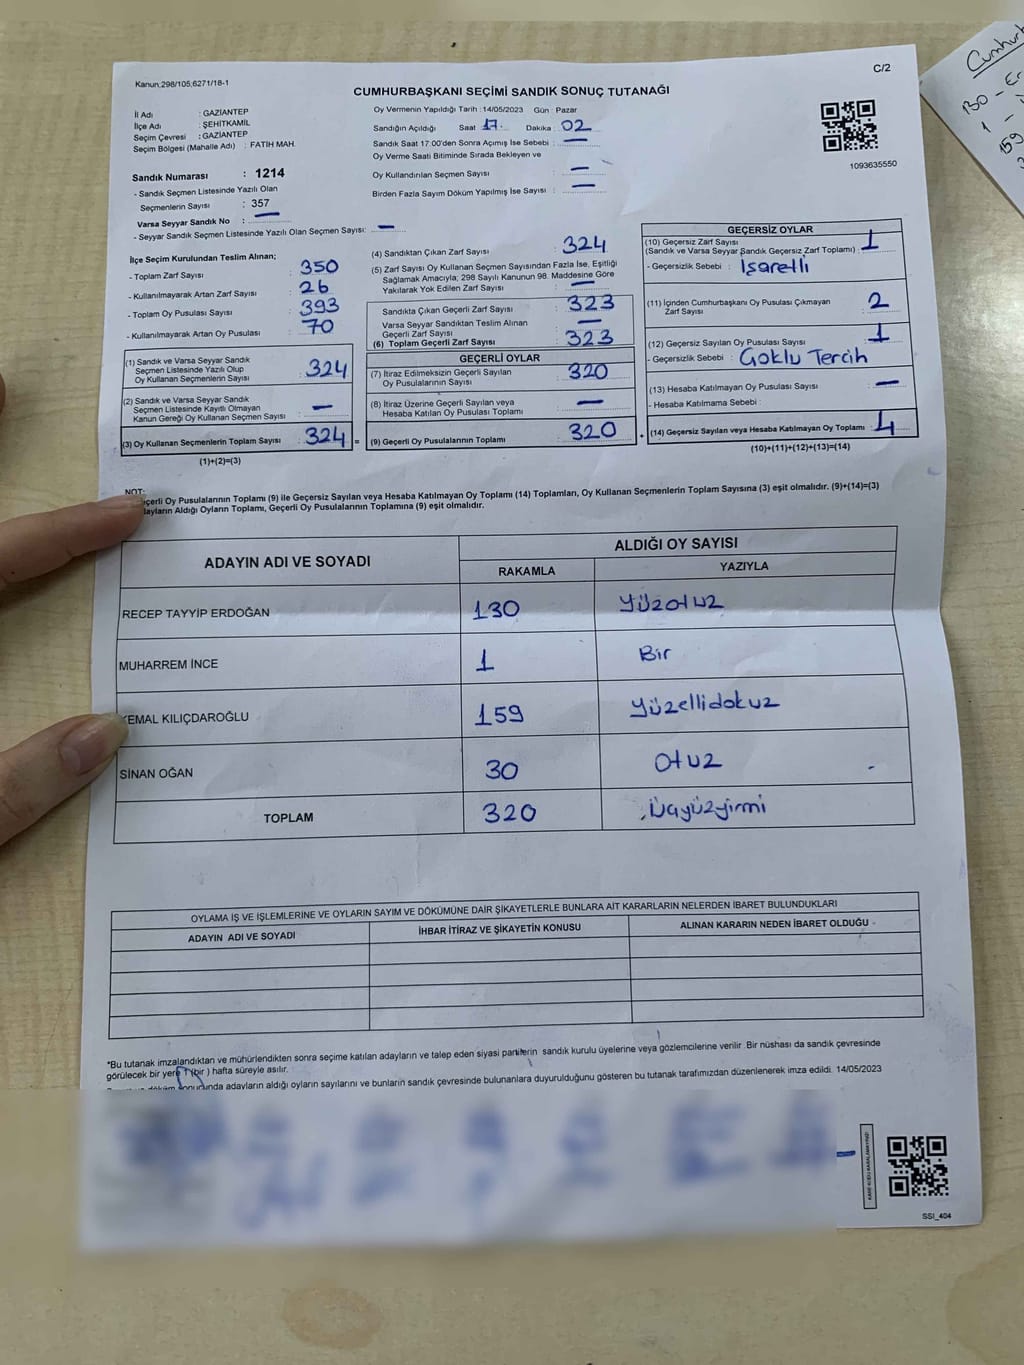 Kanun:298/105;6271/18-1
C/2
CUMHURBAŞKANI SEÇİMİ SANDIK SONUÇ TUTANAĞI
İl Adı : GAZİANTEP
İlçe Adı : ŞEHİTKAMİL
Seçim Çevresi : GAZİANTEP
Seçim Bölgesi (Mahalle Adı) : FATİH MAH.
Oy Vermenin Yapıldığı Tarih : 14/05/2023 Gün : Pazar
Sandığın Açıldığı Saat 17. Dakika : 02
Sandık Saat 17:00'den Sonra Açımış İse Sebebi : —
Oy Verme Saati Bitiminde Sırada Bekleyen ve
Oy Kullandırılan Seçmen Sayısı : —
Birden Fazla Sayım Döküm Yapılmış İse Sayısı : —
1093635550
Sandık Numarası : 1214
- Sandık Seçmen Listesinde Yazılı Olan
Seçmenlerin Sayısı : 357
Varsa Seyyar Sandık No : —
- Seyyar Sandık Seçmen Listesinde Yazılı Olan Seçmen Sayısı: —
İlçe Seçim Kurulundan Teslim Alınan;
- Toplam Zarf Sayısı : 350
- Kullanılmayarak Artan Zarf Sayısı : 26
- Toplam Oy Pusulası Sayısı : 393
- Kullanılmayarak Artan Oy Pusulası : 70
(1) Sandık ve Varsa Seyyar Sandık
Seçmen Listesinde Yazılı Olup
Oy Kullanan Seçmenlerin Sayısı : 324
(2) Sandık ve Varsa Seyyar Sandık
Seçmen Listesinde Kayıtlı Olmayan
Kanun Gereği Oy Kullanan Seçmen Sayısı : —
(3) Oy Kullanan Seçmenlerin Toplam Sayısı : 324 =
(1)+(2)=(3)
(4) Sandıktan Çıkan Zarf Sayısı : 324
(5) Zarf Sayısı Oy Kullanan Seçmen Sayısından Fazla İse, Eşitliği
Sağlamak Amacıyla; 298 Sayılı Kanunun 98. Maddesine Göre
Yakılarak Yok Edilen Zarf Sayısı : —
Sandıkta Çıkan Geçerli Zarf Sayısı : 323
Varsa Seyyar Sandıktan Teslim Alınan
Geçerli Zarf Sayısı : —
(6) Toplam Geçerli Zarf Sayısı : 323
GEÇERLİ OYLAR
(7) İtiraz Edilmeksizin Geçerli Sayılan
Oy Pusulalarının Sayısı : 320
(8) İtiraz Üzerine Geçerli Sayılan veya
Hesaba Katılan Oy Pusulası Toplamı : —
(9) Geçerli Oy Pusulalarının Toplamı : 320
GEÇERSİZ OYLAR
(10) Geçersiz Zarf Sayısı
(Sandık ve Varsa Seyyar Sandık Geçersiz Zarf Toplamı) : 1
- Geçersizlik Sebebi : İşaretli
(11) İçinden Cumhurbaşkanı Oy Pusulası Çıkmayan
Zarf Sayısı : 2
(12) Geçersiz Sayılan Oy Pusulası Sayısı : 1
- Geçersizlik Sebebi : Çoklu Tercih
(13) Hesaba Katılmayan Oy Pusulası Sayısı : —
- Hesaba Katılmama Sebebi :
(14) Geçersiz Sayılan veya Hesaba Katılmayan Oy Toplamı : 4
(10)+(11)+(12)+(13)=(14)
NOT:
Oy Pusulalarının Toplamı (9) ile Geçersiz Sayılan veya Hesaba Katılmayan Oy Toplamı (14) Toplamları, Oy Kullanan Seçmenlerin Toplam Sayısına (3) eşit olmalıdır. (9)+(14)=(3)
Aldığı Oyların Toplamı, Geçerli Oy Pusulalarının Toplamına (9) eşit olmalıdır.
ADAYIN ADI VE SOYADI
ALDIĞI OY SAYISI
RAKAMLA YAZIYLA
RECEP TAYYİP ERDOĞAN 130 Yüzotuz
MUHARREM İNCE 1 Bir
KEMAL KILIÇDAROĞLU 159 Yüzellidokuz
SİNAN OĞAN 30 Otuz
TOPLAM 320 Üçyüzyirmi
OYLAMA İŞ VE İŞLEMLERİNE VE OYLARIN SAYIM VE DÖKÜMÜNE DAİR ŞİKAYETLERLE BUNLARA AİT KARARLARIN NELERDEN İBARET BULUNDUKLARI
ADAYIN ADI VE SOYADI İHBAR İTİRAZ VE ŞİKAYETİN KONUSU ALINAN KARARIN NEDEN İBARET OLDUĞU
*Bu tutanak imzalandıktan ve mühürlendikten sonra seçime katılan adayların ve talep eden siyasi partilerin sandık kurulu üyelerine veya gözlemcilerine verilir. Bir nüshası da sandık çevresinde
görülecek bir yere 1 (bir) hafta süreyle asılır.
adayların aldığı oyların sayılarını ve bunların sandık çevresinde bulunanlara duyurulduğunu gösteren bu tutanak tarafımızdan düzenlenerek imza edildi. 14/05/2023
SSI_404
130 - Er
1 -
159